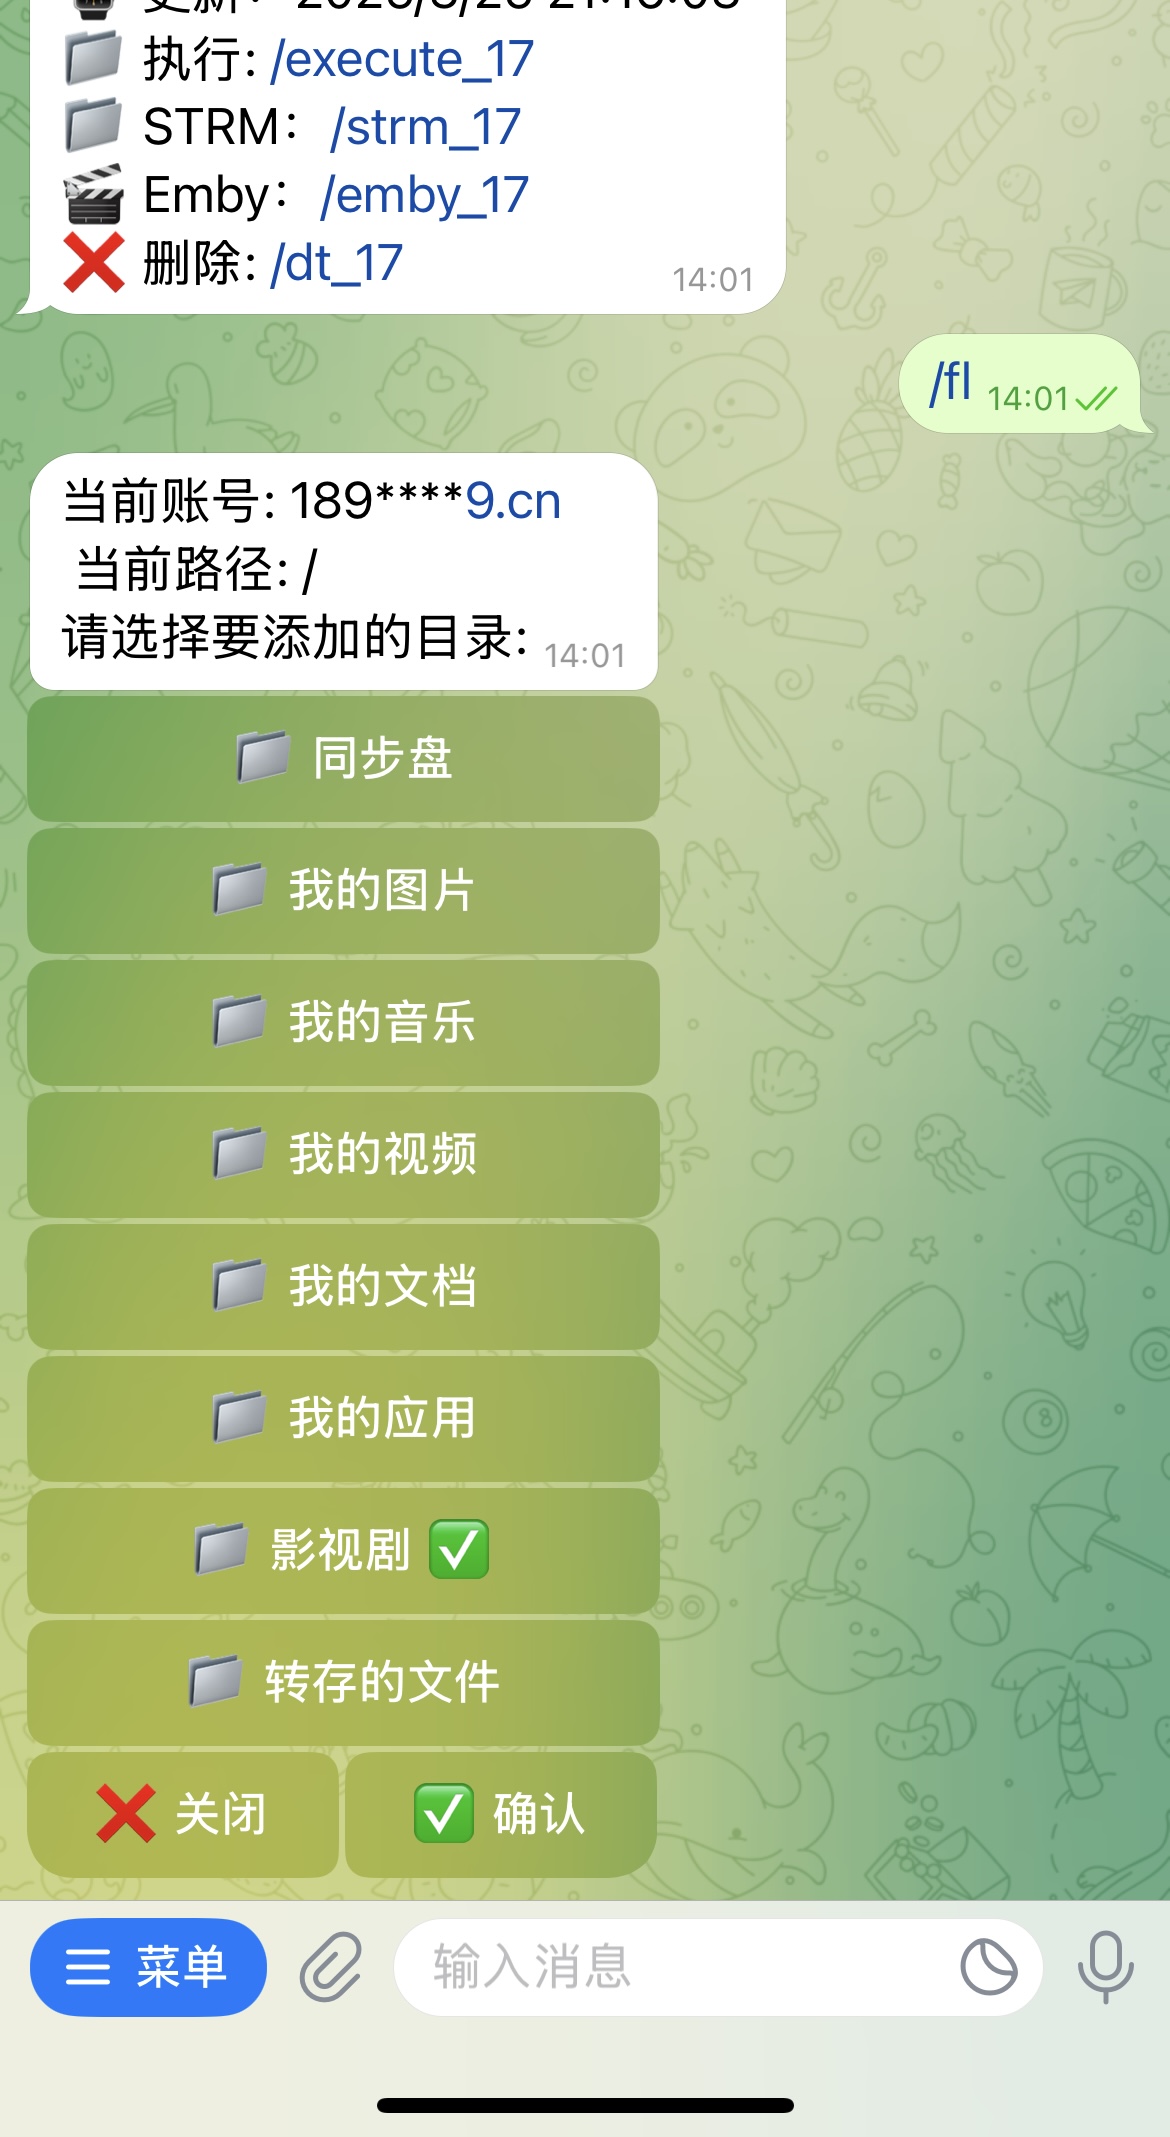 执行: /execute_17
STRM： /strm_17
Emby： /emby_17
删除: /dt_17
14:01
/fl 14:01
当前账号: 189****9.cn
当前路径: /
请选择要添加的目录: 14:01
同步盘
我的图片
我的音乐
我的视频
我的文档
我的应用
影视剧
转存的文件
关闭 确认
菜单 输入消息